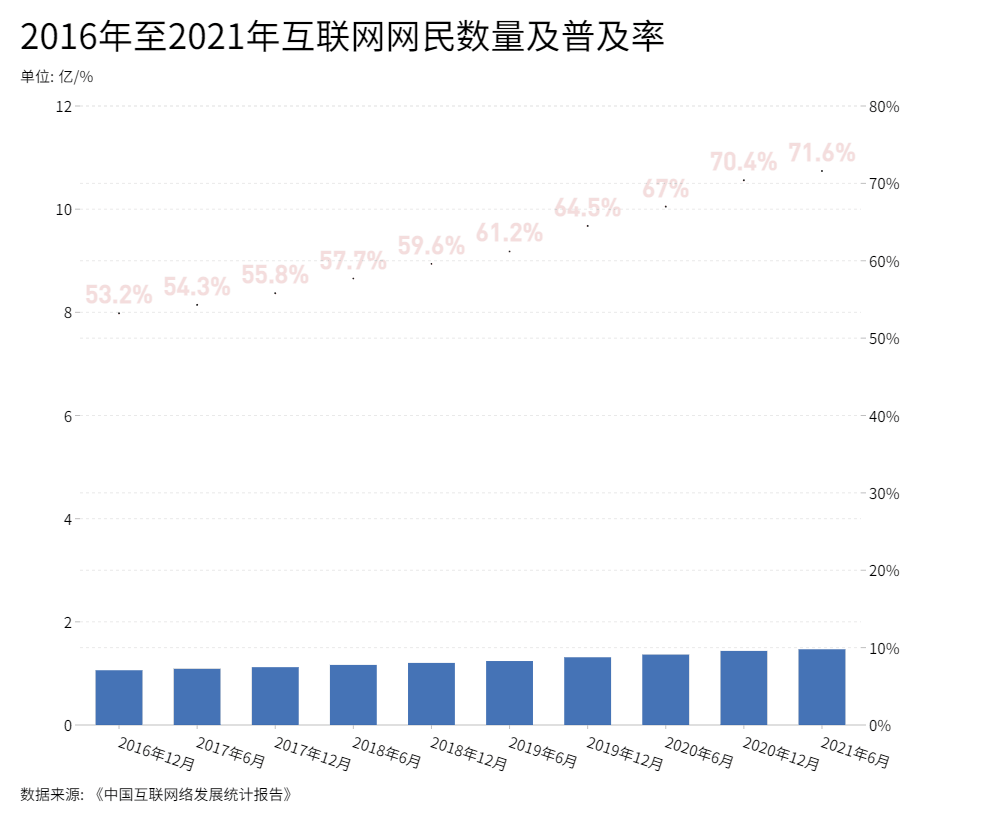 2016年至2021年互联网网民数量及普及率
单位: 亿/%
12
10
8
6
4
2
0
80%
70%
60%
50%
40%
30%
20%
10%
0%
53.2%
54.3%
55.8%
57.7%
59.6%
61.2%
64.5%
67%
70.4%
71.6%
2016年12月
2017年6月
2017年12月
2018年6月
2018年12月
2019年6月
2019年12月
2020年6月
2020年12月
2021年6月
数据来源: 《中国互联网络发展统计报告》